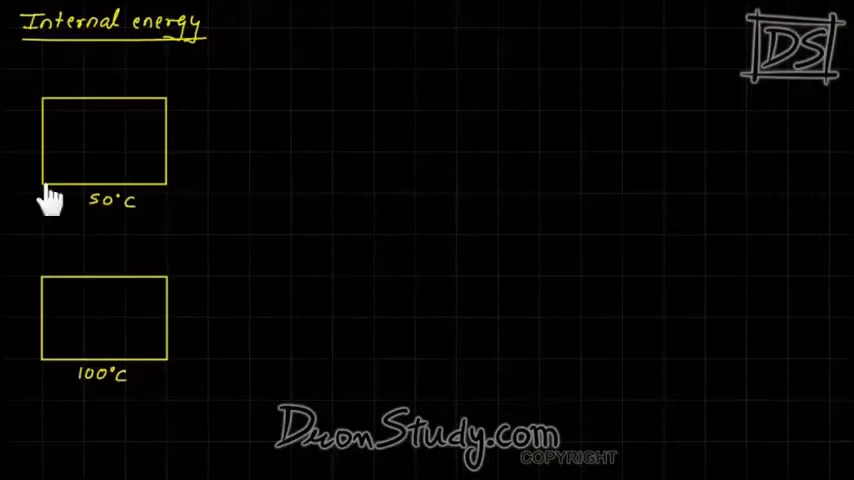 Internal energy
DS
50°C
100°C
DronStudy.com
COPYRIGHT